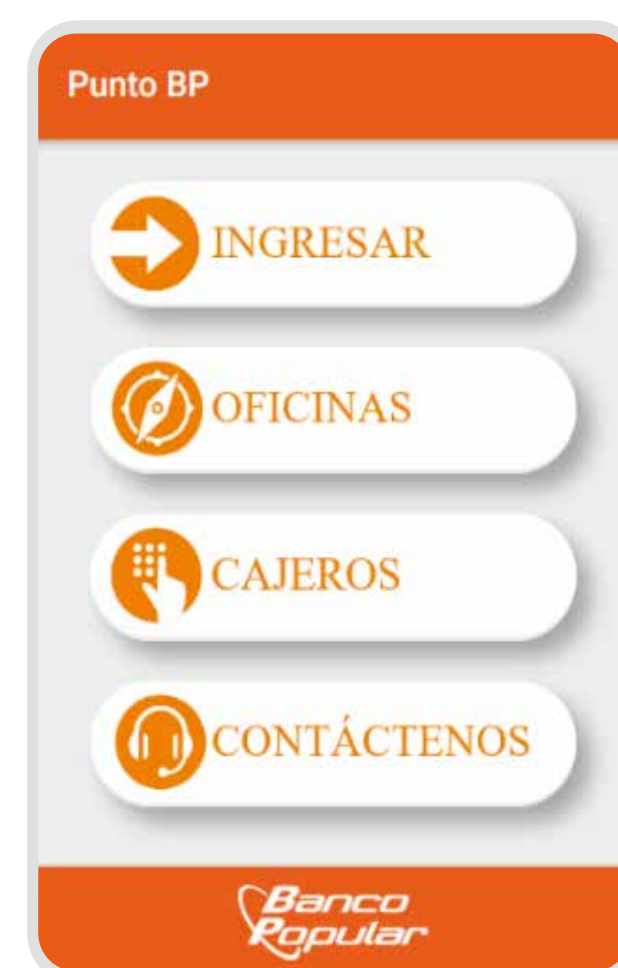 Punto BP
INGRESAR
OFICINAS
CAJEROS
CONTÁCTENOS
Banco
Popular